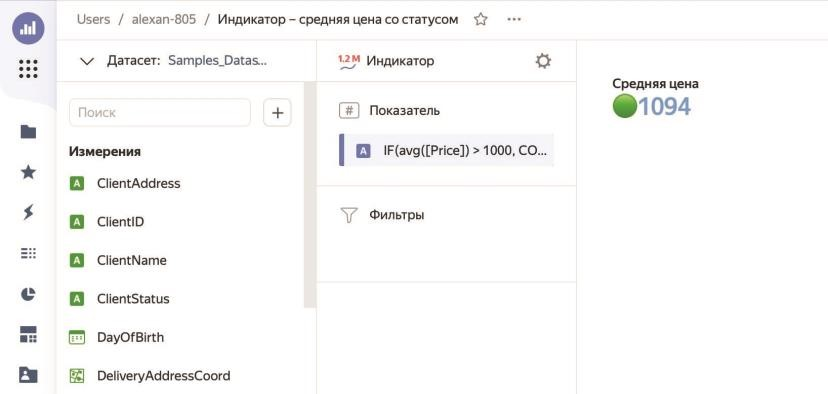 Users / alexan-805 / Индикатор – средняя цена со статусом
Датасет: Samples_Datas...
Поиск
Измерения
A ClientAddress
A ClientID
A ClientName
A ClientStatus
DayOfBirth
DeliveryAddressCoord
1.2M Индикатор
# Показатель
A IF(avg([Price]) > 1000, CO...
Фильтры
Средняя цена
1094